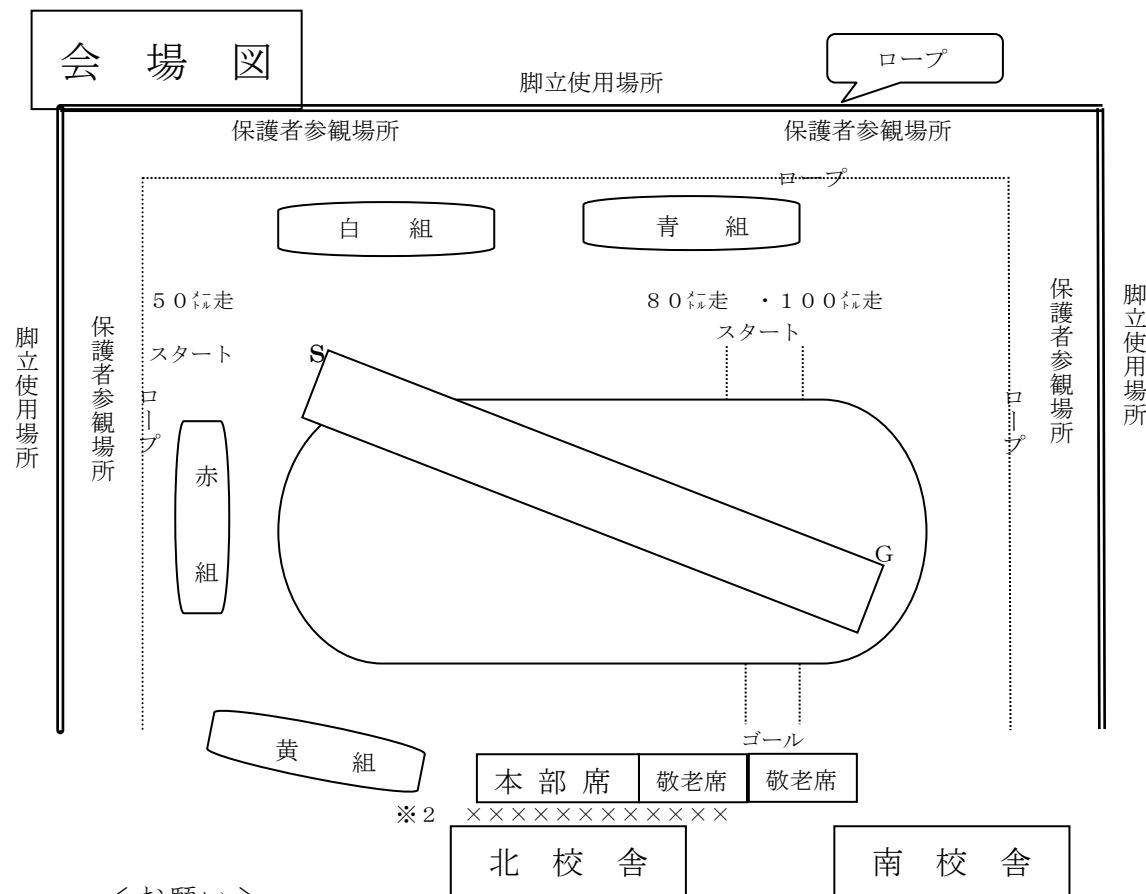 会 場 図
ロープ
脚立使用場所
保護者参観場所
保護者参観場所
ロープ
白 組
青 組
50メートル走
80メートル走 ・100メートル走
スタート
スタート
S
脚立使用場所
保護者参観場所
ロープ
ロープ
保護者参観場所
脚立使用場所
赤 組
G
ゴール
黄 組
本 部 席
敬老席
敬老席
※2 ××××××××××××
北 校 舎
南 校 舎
<お願い>